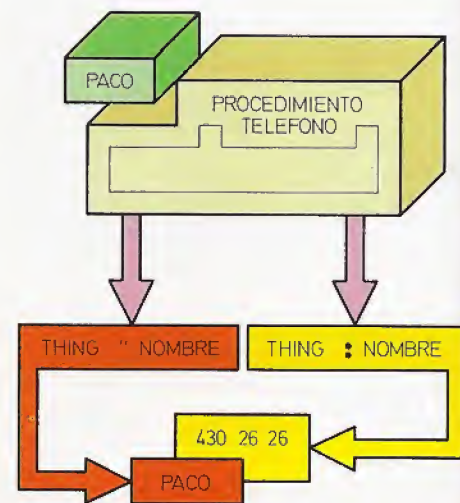 PACO
PROCEDIMIENTO
TELEFONO
THING " NOMBRE
THING : NOMBRE
430 26 26
PACO